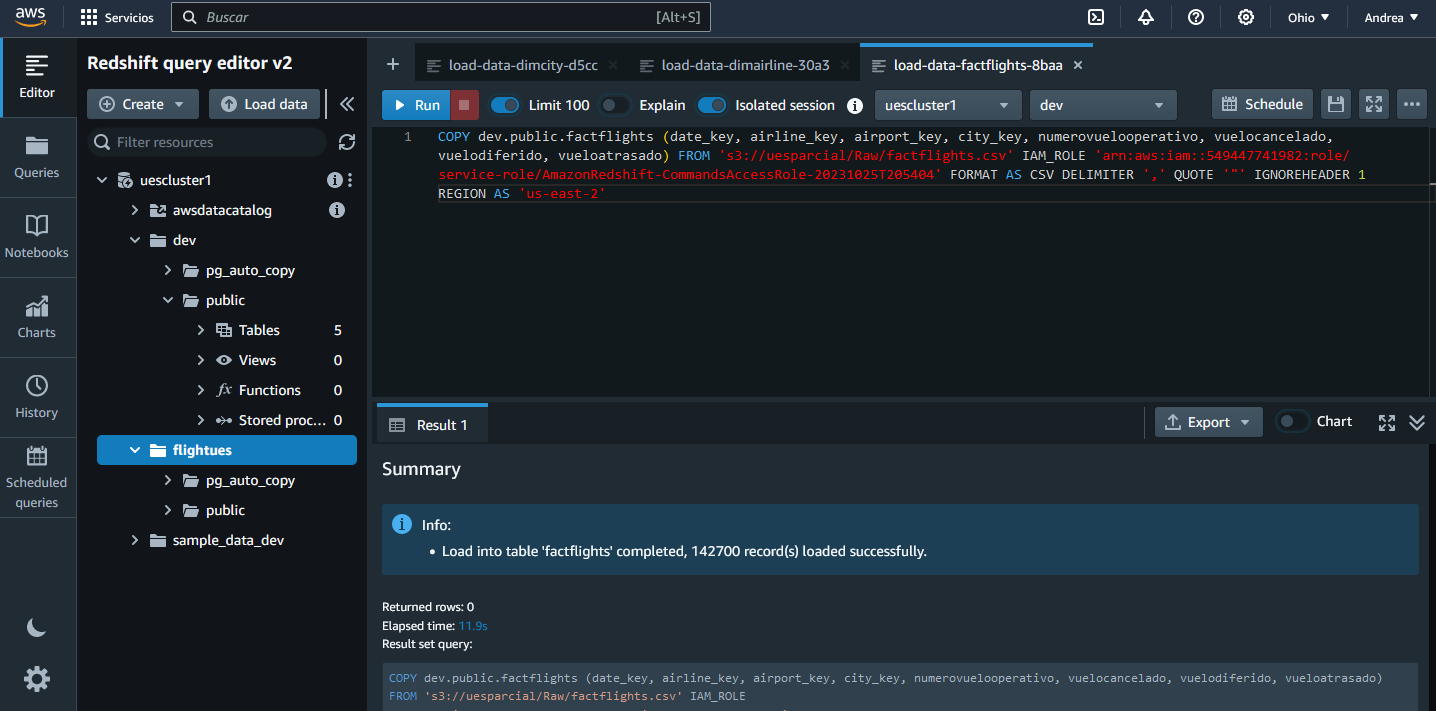 aws
Servicios
Buscar
[Alt+S]
Ohio
Andrea
Editor
Queries
Notebooks
Charts
History
Scheduled
queries
Redshift query editor v2
Create
Load data
Filter resources
uescluster1
awsdatacatalog
dev
pg_auto_copy
public
Tables 5
Views 0
Functions 0
Stored proc... 0
flightues
pg_auto_copy
public
sample_data_dev
load-data-dimcity-d5cc
load-data-dimairline-30a3
load-data-factflights-8baa
Run
Limit 100
Explain
Isolated session
uescluster1
dev
Schedule
1 COPY dev.public.factflights (date_key, airline_key, airport_key, city_key, numerovuelooperativo, vuelocancelado,
vuelodiferido, vueloatrasado) FROM 's3://uesparcial/Raw/factflights.csv' IAM_ROLE 'arn:aws:iam::549447741982:role/
service-role/AmazonRedshift-CommandsAccessRole-20231025T205404' FORMAT AS CSV DELIMITER ',' QUOTE '"' IGNOREHEADER 1
REGION AS 'us-east-2'
Result 1
Export
Chart
Summary
Info:
• Load into table 'factflights' completed, 142700 record(s) loaded successfully.
Returned rows: 0
Elapsed time: 11.9s
Result set query:
COPY dev.public.factflights (date_key, airline_key, airport_key, city_key, numerovuelooperativo, vuelocancelado, vuelodiferido, vueloatrasado)
FROM 's3://uesparcial/Raw/factflights.csv' IAM_ROLE